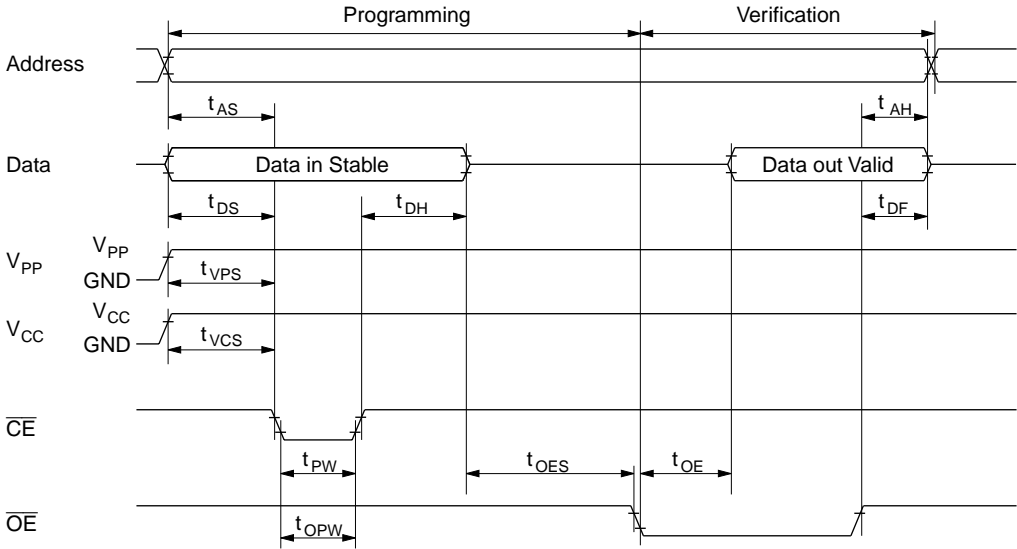 Programming Verification
Address
t AS t AH
Data Data in Stable Data out Valid
t DS t DH t DF
V PP V PP
GND t VPS
V CC V CC
GND t VCS
CE
t PW t OES t OE
OE t OPW